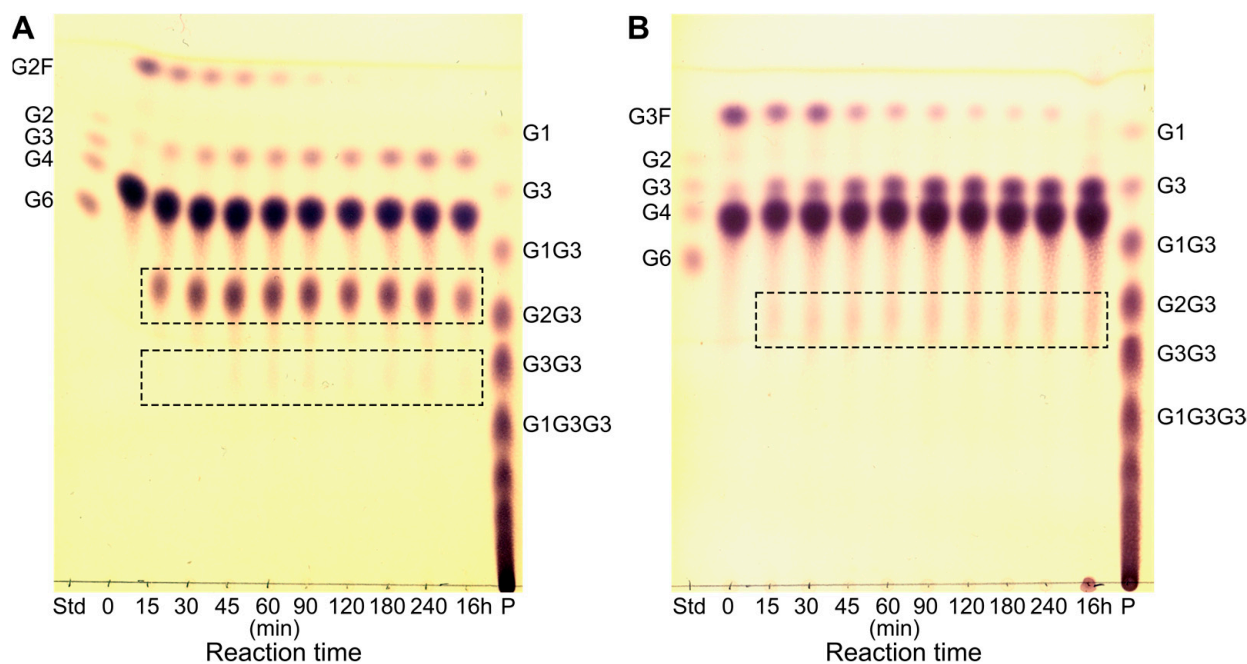 A
G2F
G2
G3
G4
G6
G1
G3
G1G3
G2G3
G3G3
G1G3G3
Std 0 15 30 45 60 90 120 180 240 16h P
(min)
Reaction time
B
G3F
G2
G3
G4
G6
G1
G3
G1G3
G2G3
G3G3
G1G3G3
Std 0 15 30 45 60 90 120 180 240 16h P
(min)
Reaction time